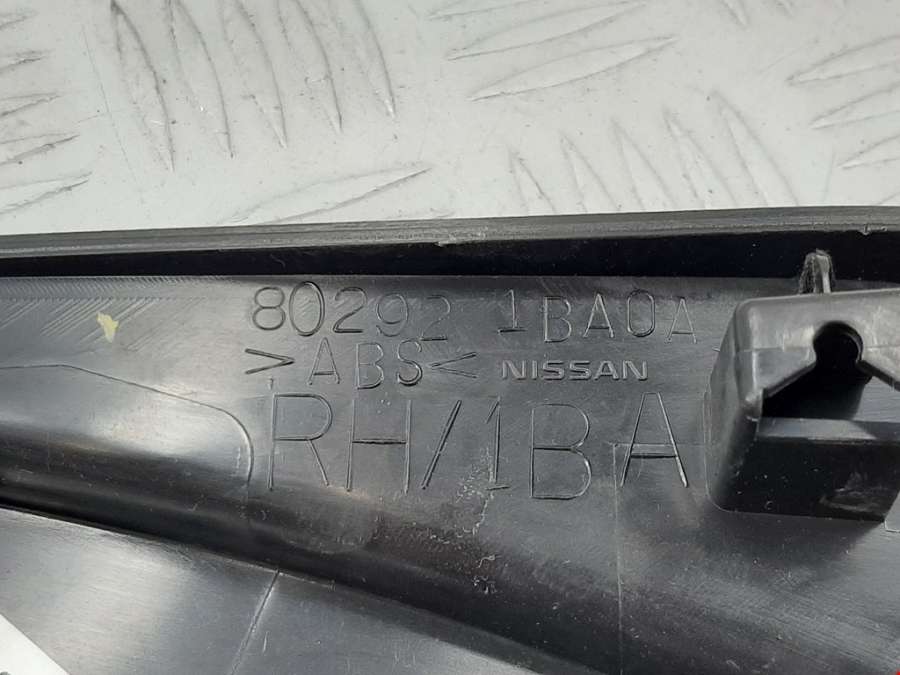 80292 1BA0A
>ABS< NISSAN
RH/1BA